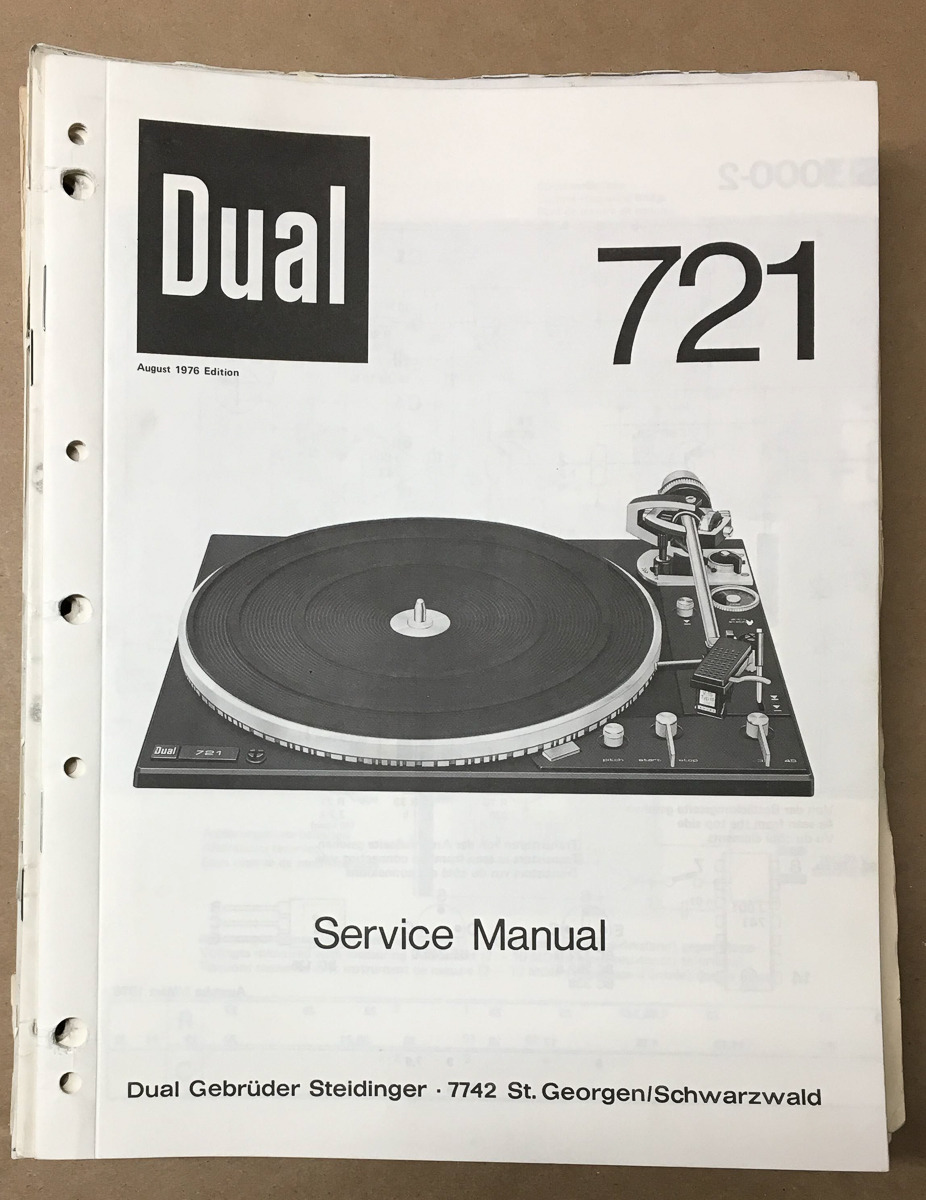 Dual
721
August 1976 Edition
Dual 721
pitch start stop 45
Service Manual
Dual Gebrüder Steidinger · 7742 St. Georgen/Schwarzwald